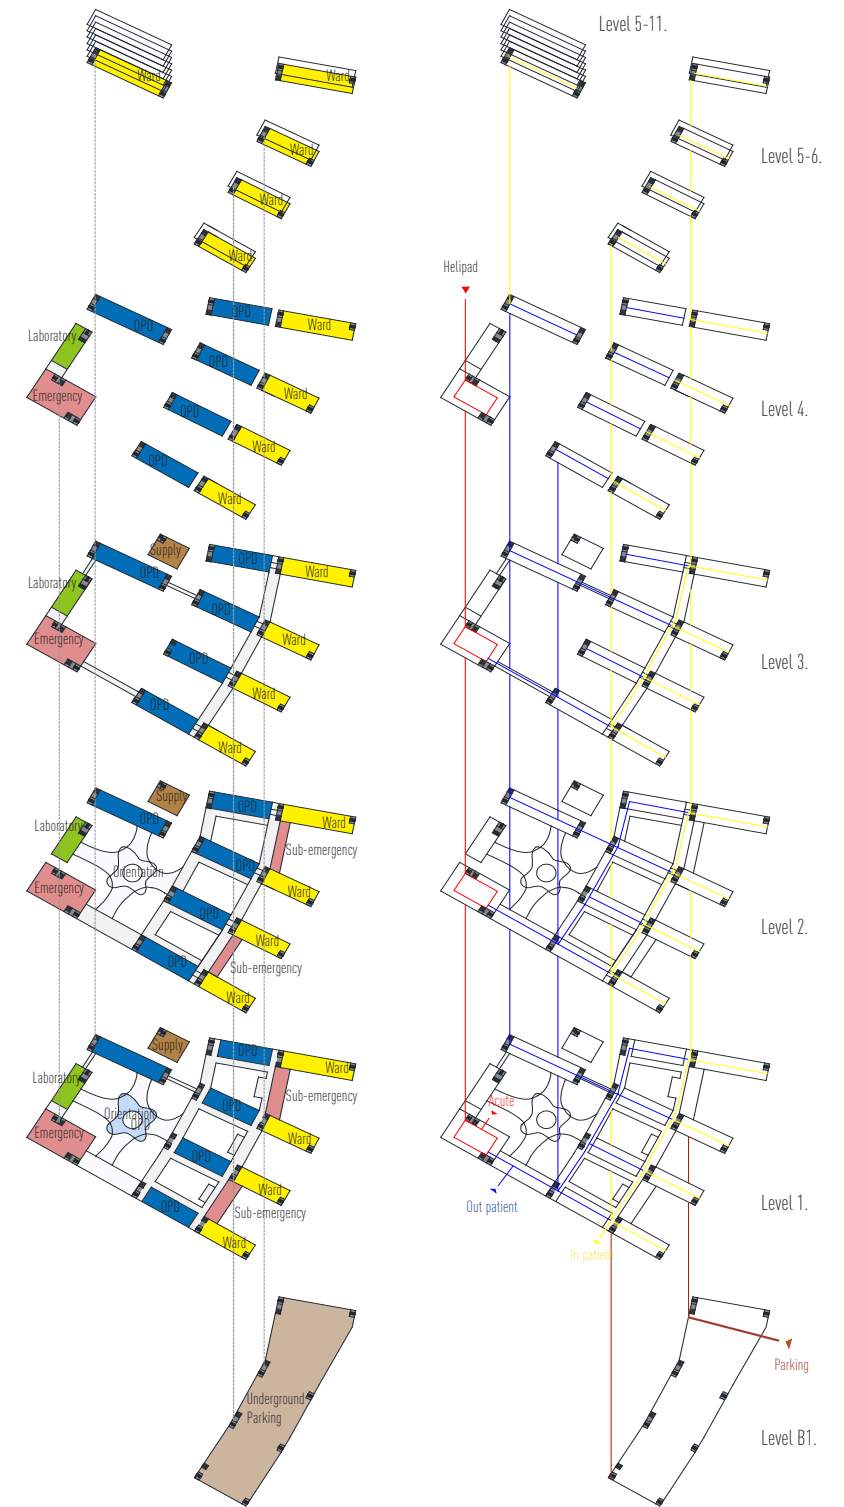 Level 5-11.
Ward
Ward
Ward
Level 5-6.
Ward
Ward
Helipad
OPD
OPD
Ward
Laboratory
OPD
Emergency
Ward
OPD
Level 4.
Ward
OPD
Ward
Supply
OPD
OPD
Ward
Laboratory
OPD
Emergency
Ward
OPD
Level 3.
Ward
OPD
Ward
Supply
OPD
OPD
Ward
Laboratory
Sub-emergency
OPD
Orientation
Emergency
Ward
OPD
Level 2.
Ward
OPD
Sub-emergency
Ward
Supply
OPD
Ward
Laboratory
Sub-emergency
Acute
OPD
Orientation
OPD
Emergency
Ward
OPD
Ward
Level 1.
OPD
Out patient
Sub-emergency
Ward
In patient
Parking
Underground
Parking
Level B1.